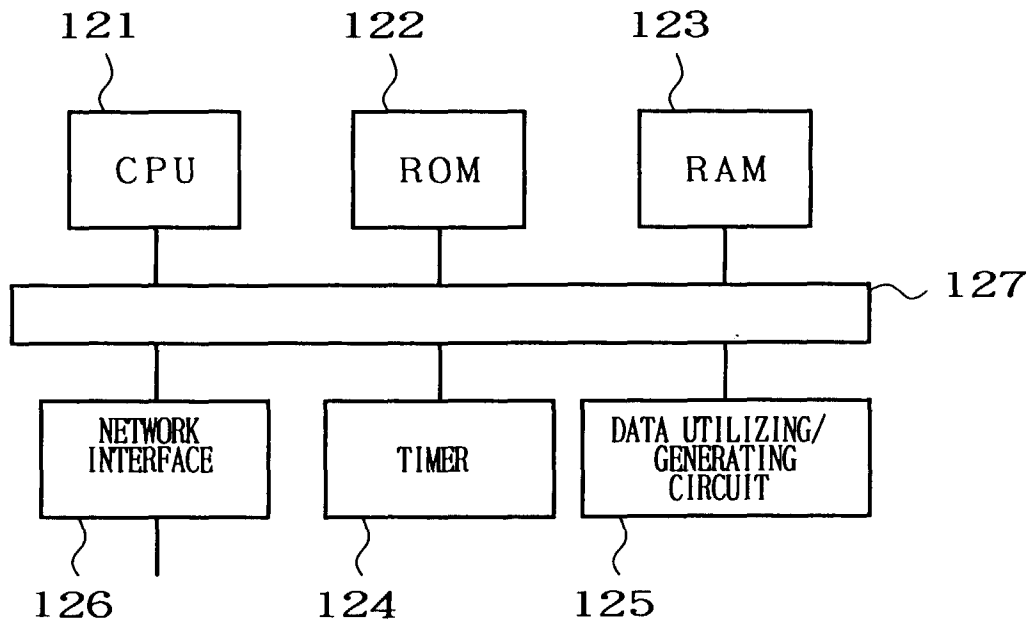 121
122
123
CPU
ROM
RAM
127
NETWORK
INTERFACE
TIMER
DATA UTILIZING/
GENERATING
CIRCUIT
126
124
125